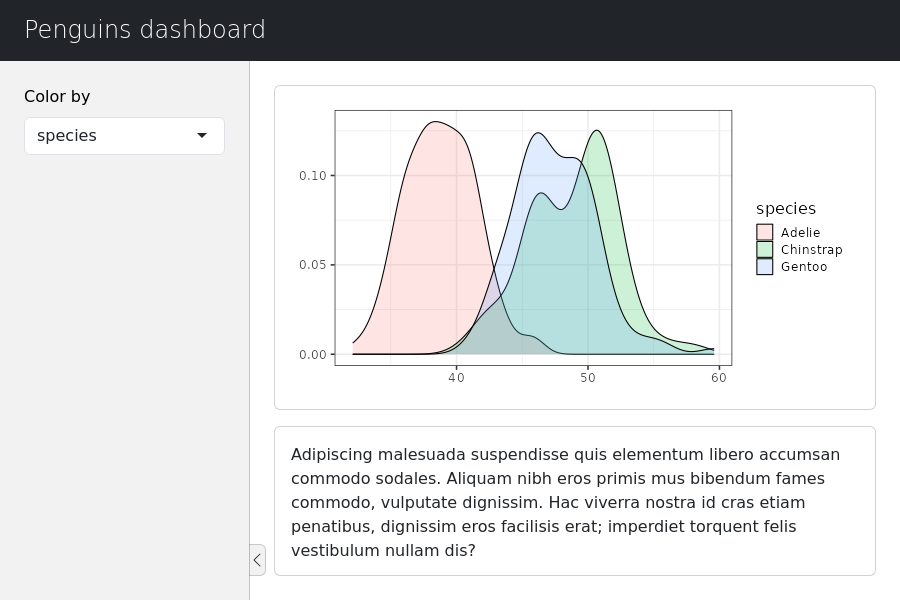 Penguins dashboard
Color by
species
0.10
0.05
0.00
40 50 60
species
Adelie
Chinstrap
Gentoo
Adipiscing malesuada suspendisse quis elementum libero accumsan
commodo sodales. Aliquam nibh eros primis mus bibendum fames
commodo, vulputate dignissim. Hac viverra nostra id cras etiam
penatibus, dignissim eros facilisis erat; imperdiet torquent felis
vestibulum nullam dis?